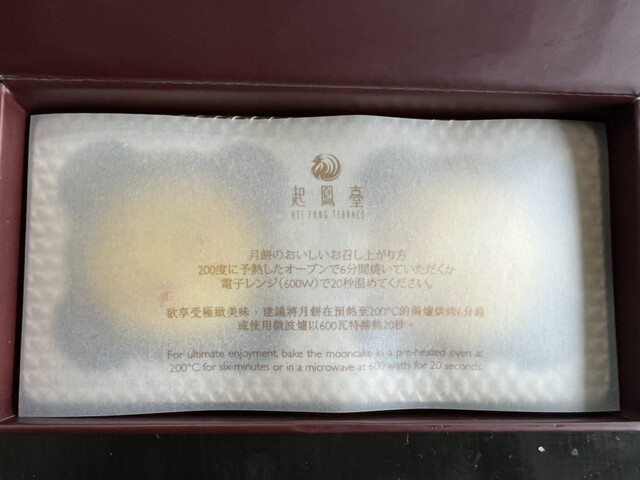 起鳳臺
HEI FUNG TERRACE
月餅のおいしいお召し上がり方
200度に予熱したオーブンで6分間焼いていただくか
電子レンジ(600W)で20秒温めてください。
欲享受極緻美味，建議將月餅在預熱至200°C的焗爐烘烤6分鐘
或使用微波爐以600瓦特翻熱20秒。
For ultimate enjoyment, bake the mooncake in a pre-heated oven at
200°C for six minutes or in a microwave at 600 watts for 20 seconds.